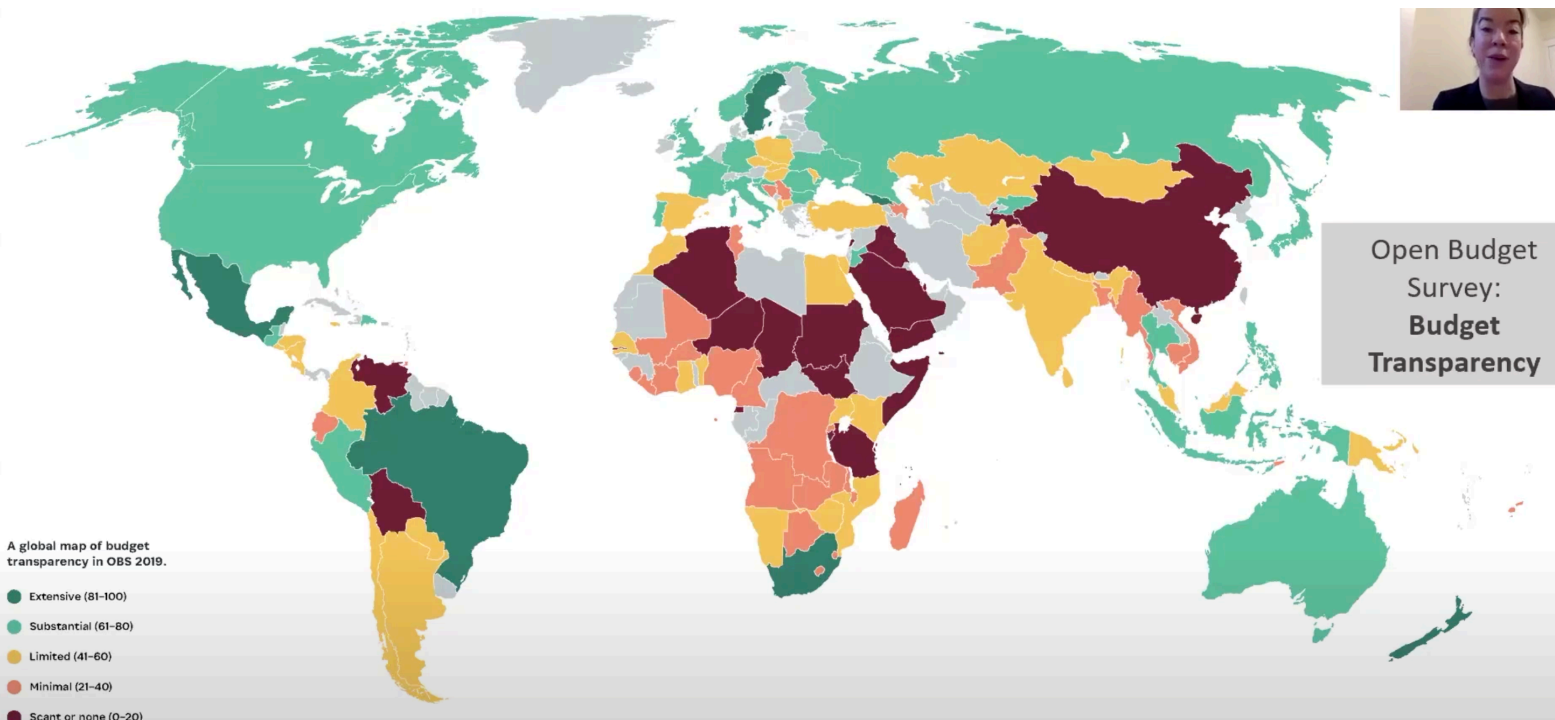 Open Budget
Survey:
Budget
Transparency
A global map of budget
transparency in OBS 2019.
Extensive (81–100)
Substantial (61–80)
Limited (41–60)
Minimal (21–40)
Scant or none (0–20)